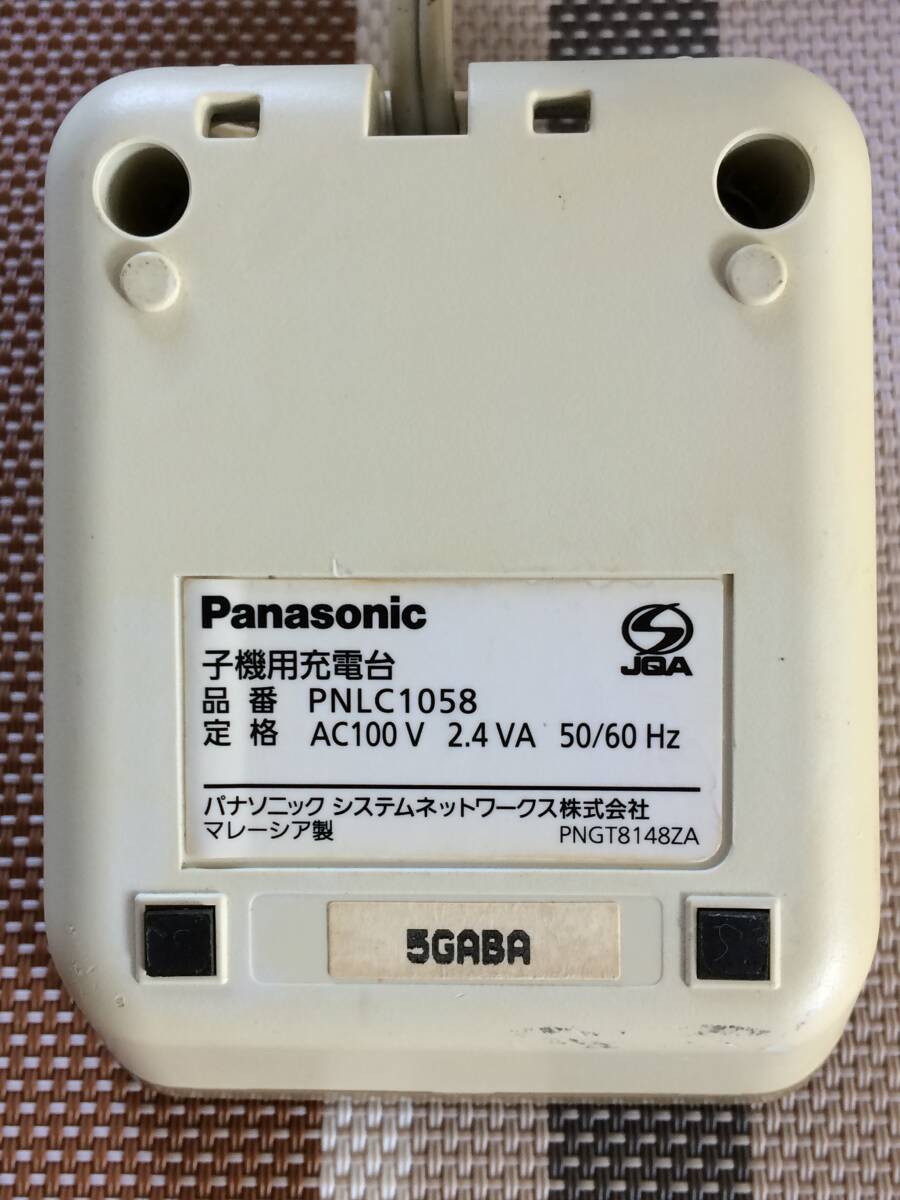 Panasonic
JQA
子機用充電台
品番 PNLC1058
定格 AC100 V 2.4 VA 50/60 Hz
パナソニック システムネットワークス株式会社
マレーシア製 PNGT8148ZA
5GABA